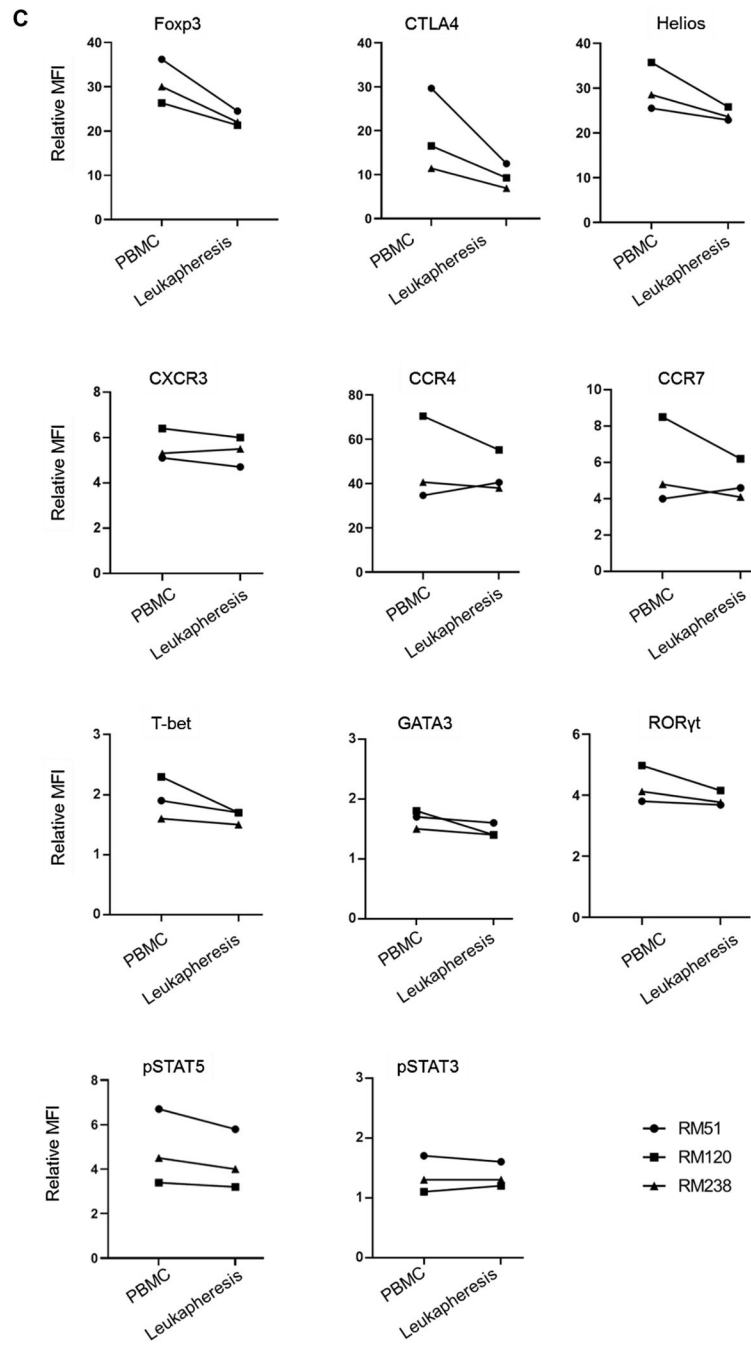 C
Foxp3
CTLA4
Helios
Relative MFI
40
30
20
10
0
PBMC
Leukapheresis
40
30
20
10
0
PBMC
Leukapheresis
40
30
20
10
0
PBMC
Leukapheresis
CXCR3
CCR4
CCR7
Relative MFI
8
6
4
2
0
PBMC
Leukapheresis
80
60
40
20
0
PBMC
Leukapheresis
10
8
6
4
2
0
PBMC
Leukapheresis
T-bet
GATA3
RORγt
Relative MFI
3
2
1
0
PBMC
Leukapheresis
3
2
1
0
PBMC
Leukapheresis
6
4
2
0
PBMC
Leukapheresis
pSTAT5
pSTAT3
Relative MFI
8
6
4
2
0
PBMC
Leukapheresis
3
2
1
0
PBMC
Leukapheresis
RM51
RM120
RM238